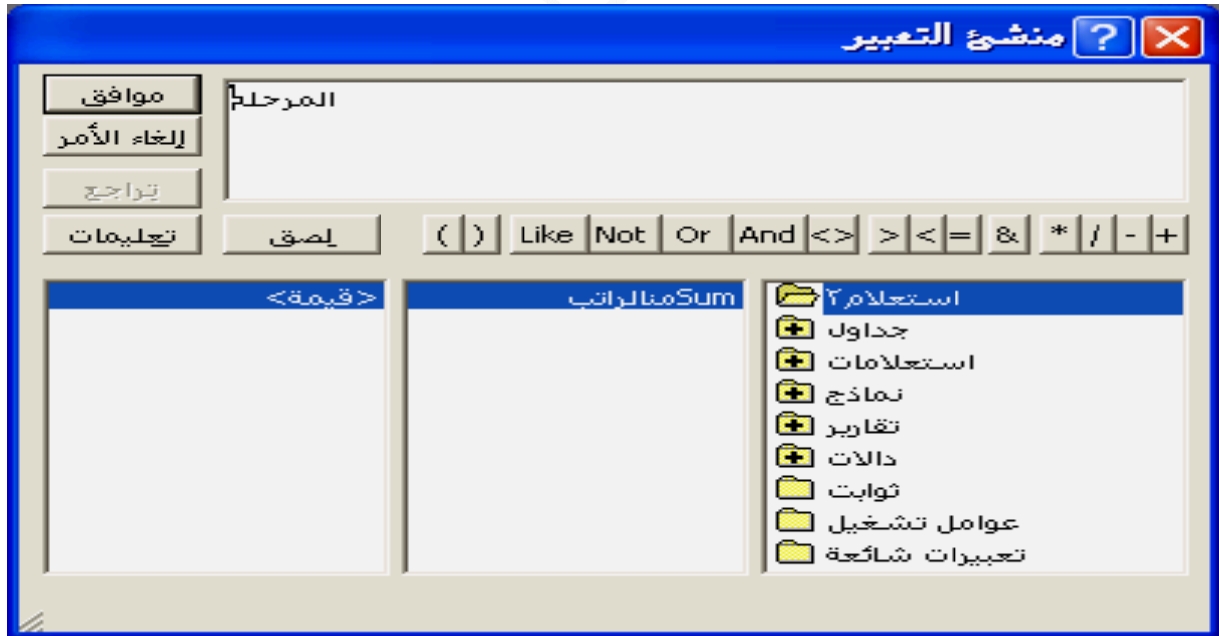 منشئ التعبير
المرحلة
موافق
إلغاء الأمر
تراجع
تعليمات
لصق
( ) Like Not Or And <> > < = & * / - +
استعلام٢
جداول
استعلامات
نماذج
تقارير
دالات
ثوابت
عوامل تشغيل
تعبيرات شائعة
Sumمنالراتب
<قيمة>